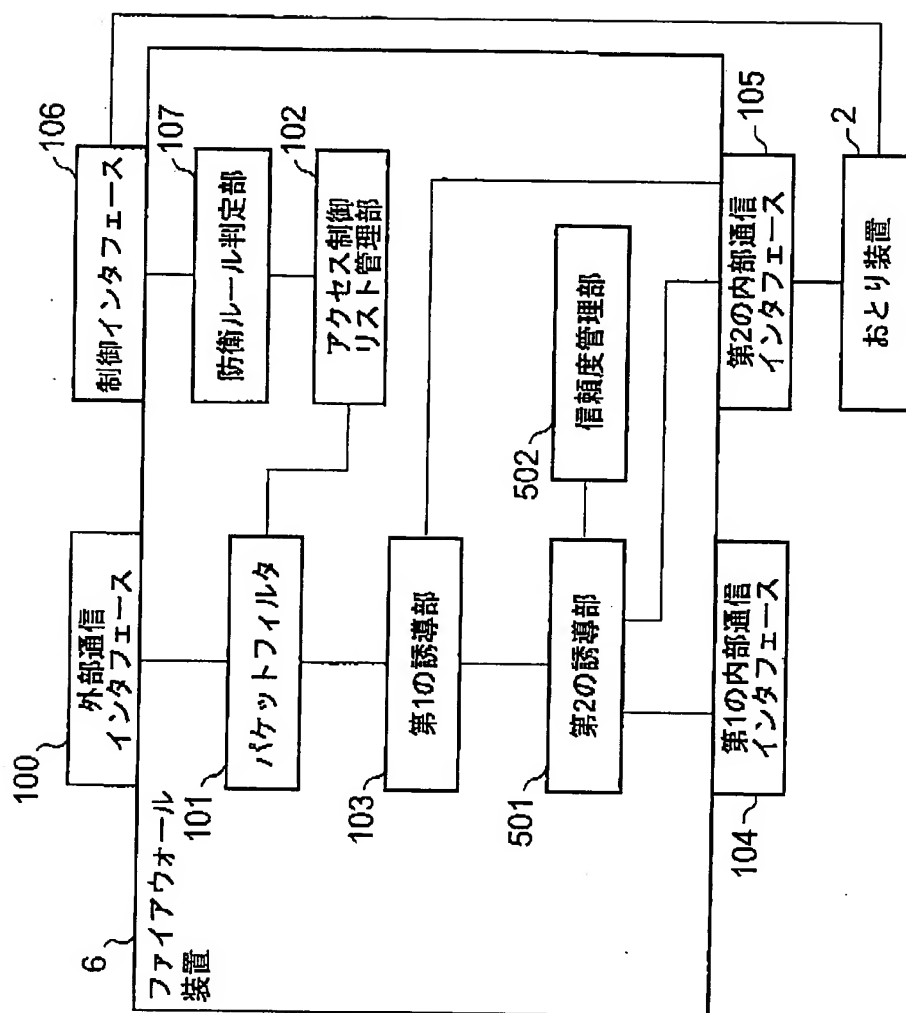 6
ファイアウォール
装置
100
外部通信
インタフェース
106
制御インタフェース
101
パケットフィルタ
107
防衛ルール判定部
102
アクセス制御
リスト管理部
103
第1の誘導部
501
第2の誘導部
502
信頼度管理部
104
第1の内部通信
インタフェース
105
第2の内部通信
インタフェース
2
おとり装置